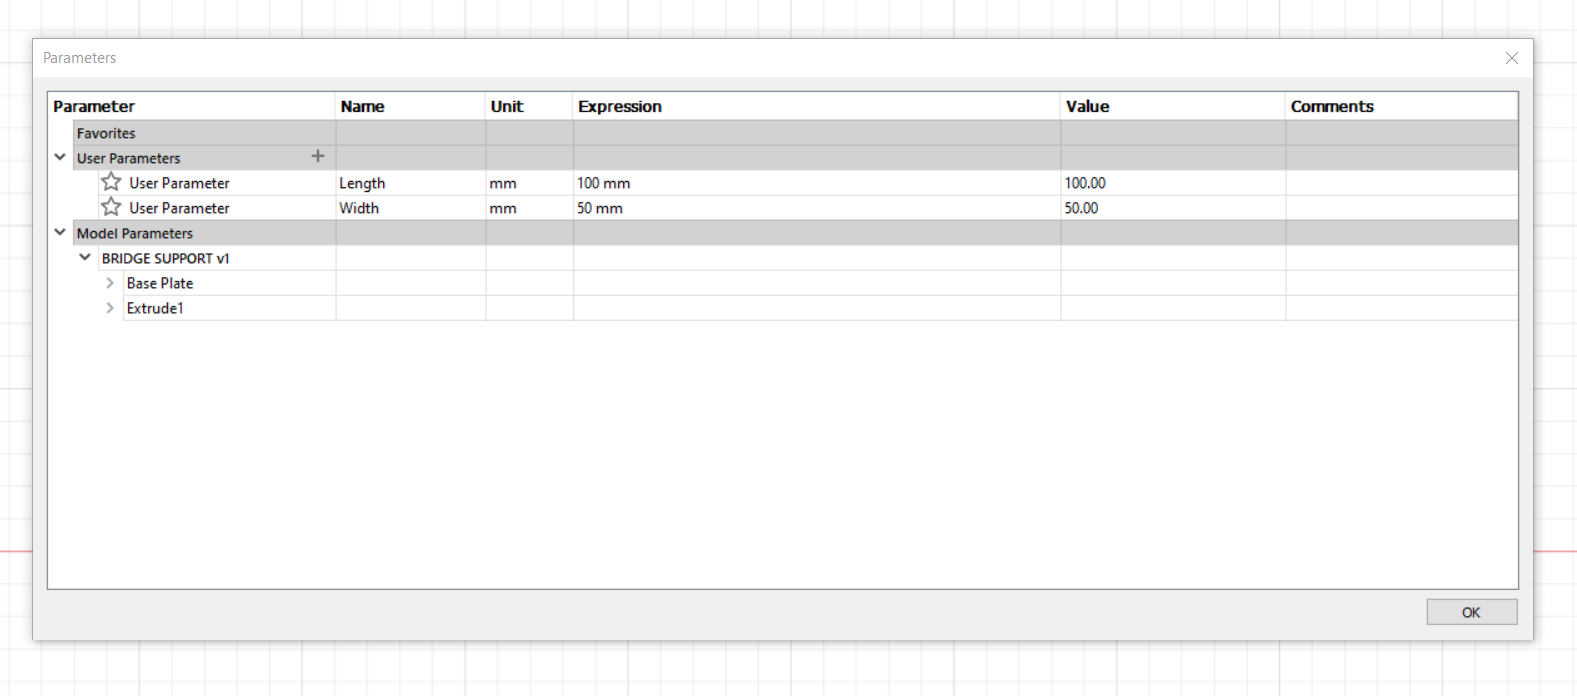 Parameters
Parameter Name Unit Expression Value Comments
Favorites
User Parameters +
User Parameter Length mm 100 mm 100.00
User Parameter Width mm 50 mm 50.00
Model Parameters
BRIDGE SUPPORT v1
Base Plate
Extrude1
OK